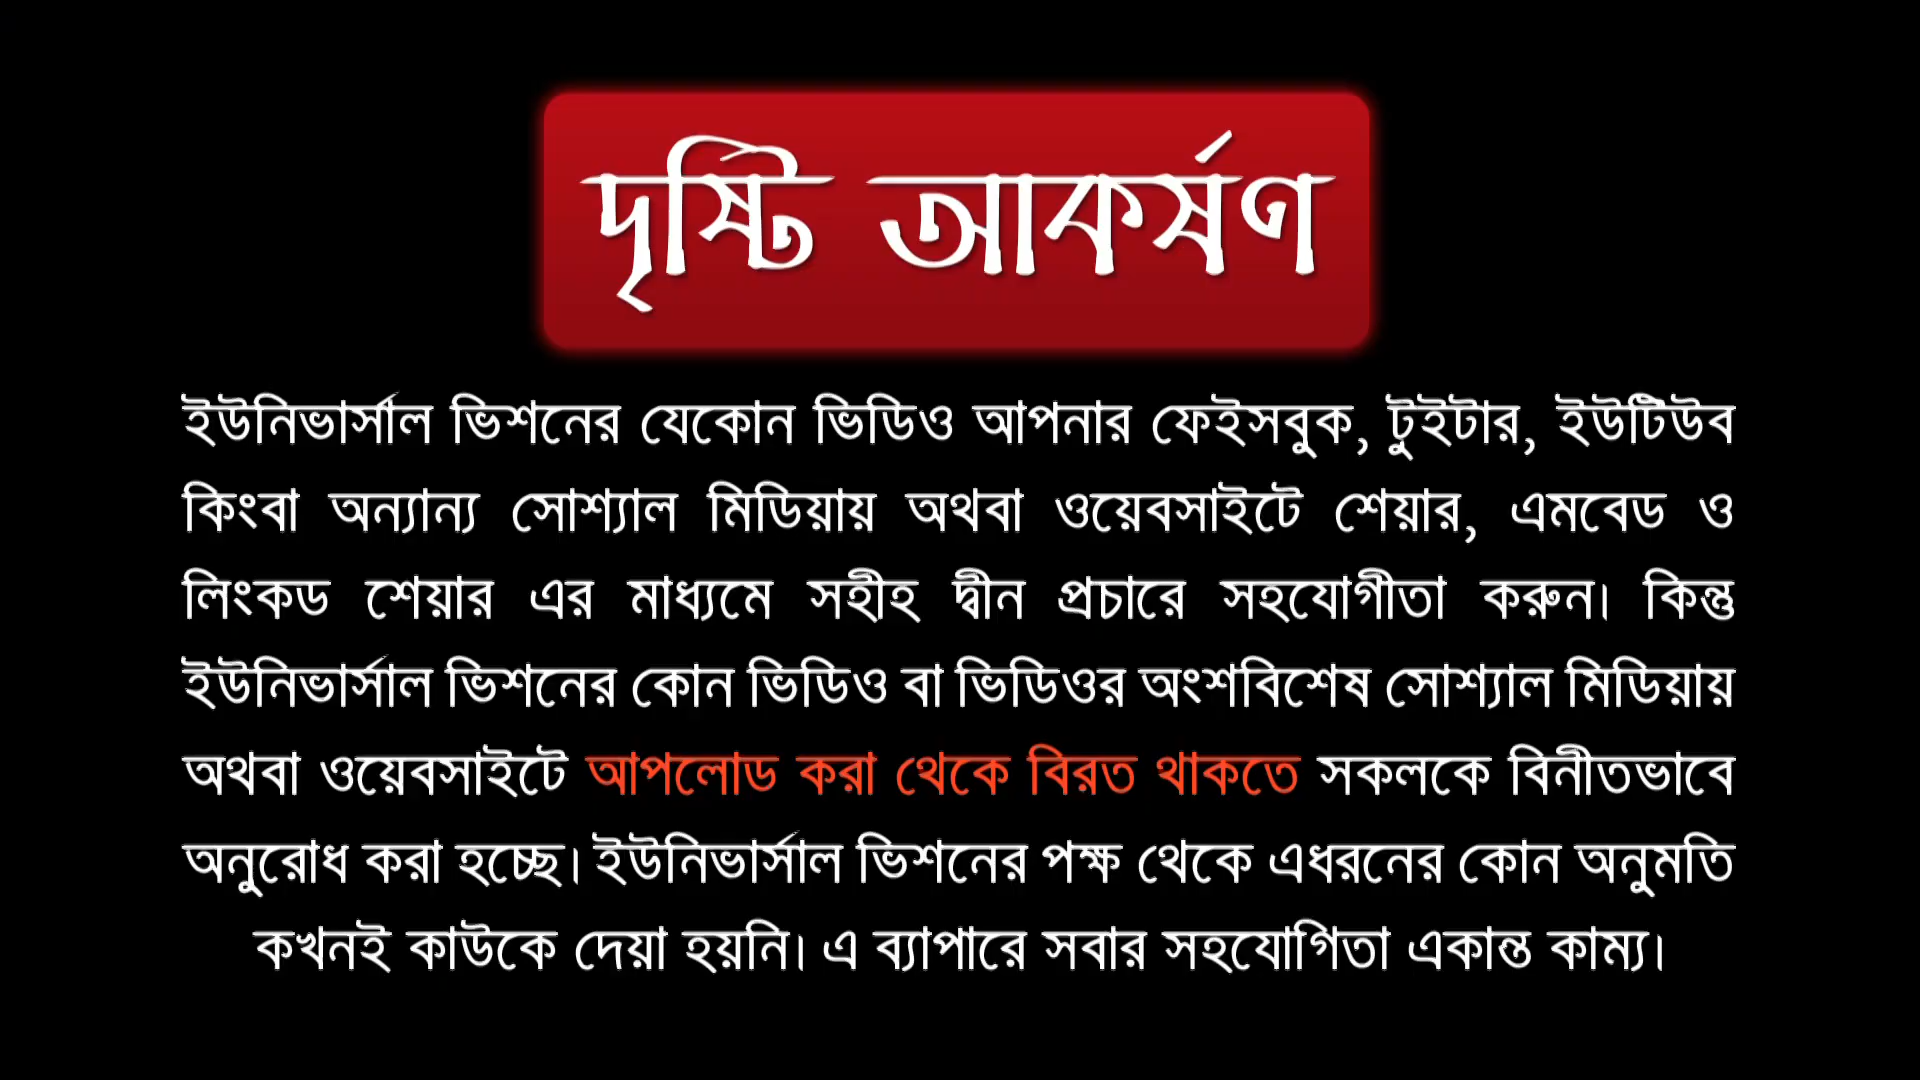 দৃষ্টি আকর্ষণ
ইউনিভার্সাল ভিশনের যেকোন ভিডিও আপনার ফেইসবুক, টুইটার, ইউটিউব
কিংবা অন্যান্য সোশ্যাল মিডিয়ায় অথবা ওয়েবসাইটে শেয়ার, এমবেড ও
লিংকড শেয়ার এর মাধ্যমে সহীহ দ্বীন প্রচারে সহযোগীতা করুন। কিন্তু
ইউনিভার্সাল ভিশনের কোন ভিডিও বা ভিডিওর অংশবিশেষ সোশ্যাল মিডিয়ায়
অথবা ওয়েবসাইটে আপলোড করা থেকে বিরত থাকতে সকলকে বিনীতভাবে
অনুরোধ করা হচ্ছে। ইউনিভার্সাল ভিশনের পক্ষ থেকে এধরনের কোন অনুমতি
কখনই কাউকে দেয়া হয়নি। এ ব্যাপারে সবার সহযোগিতা একান্ত কাম্য।